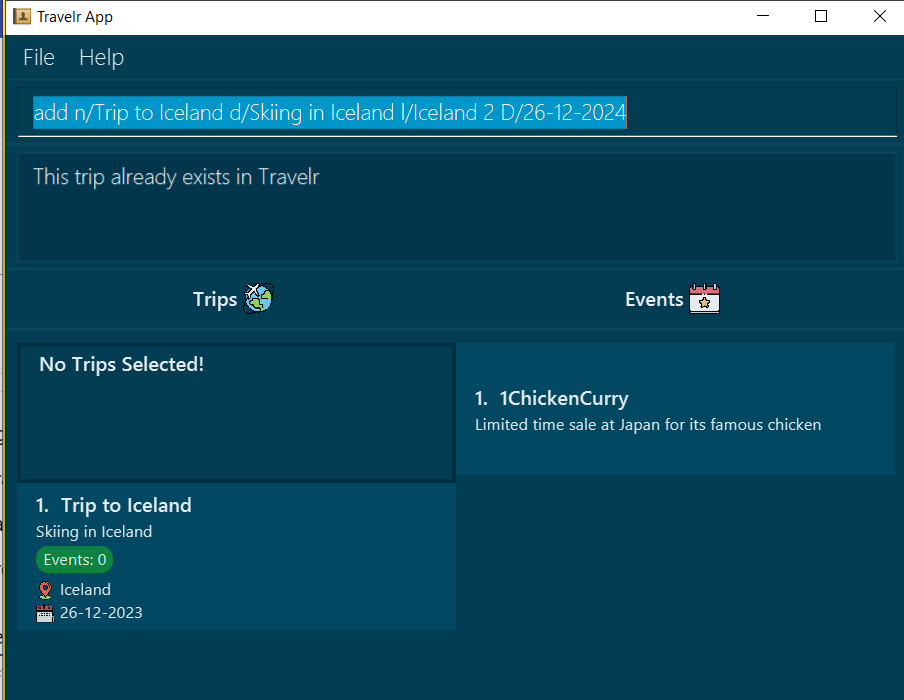 Travelr App
File Help
add n/Trip to Iceland d/Skiing in Iceland l/Iceland 2 D/26-12-2024
This trip already exists in Travelr
Trips
Events
No Trips Selected!
1. 1ChickenCurry
Limited time sale at Japan for its famous chicken
1. Trip to Iceland
Skiing in Iceland
Events: 0
Iceland
26-12-2023